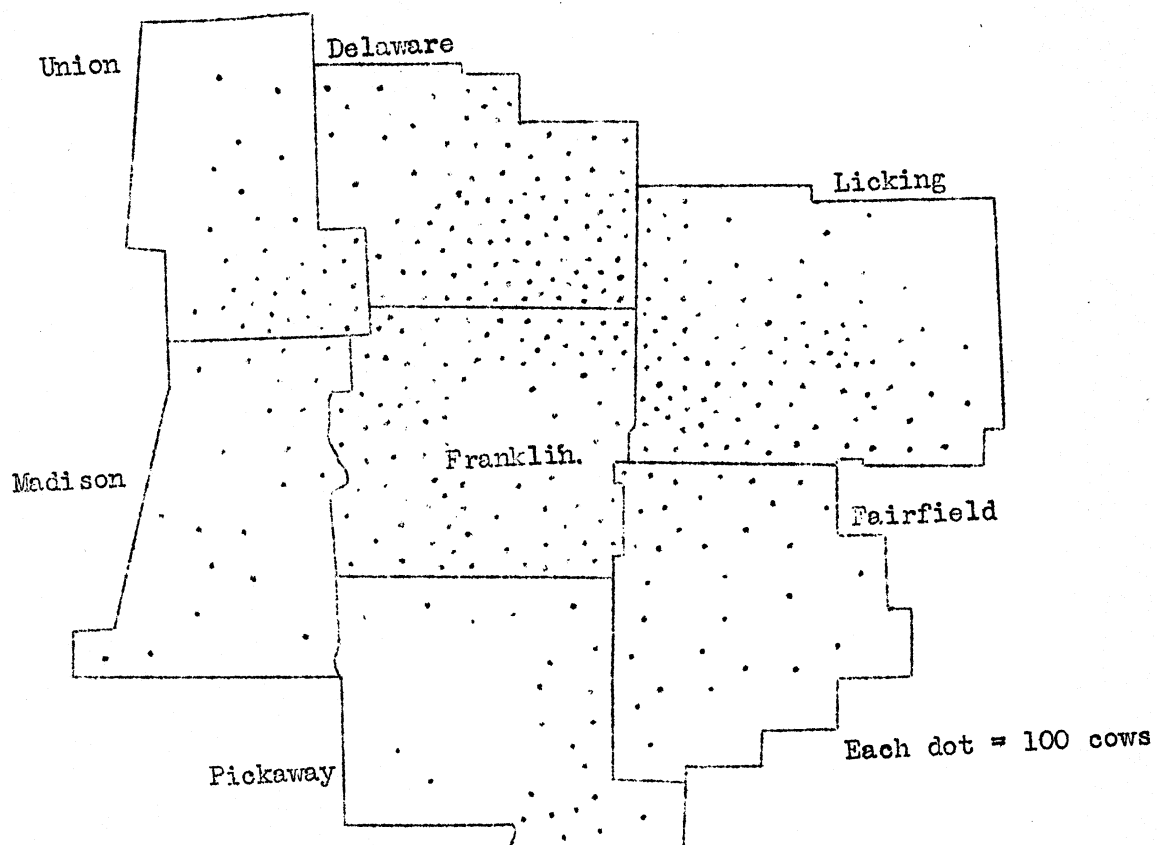 Delaware
Union
Licking
Franklin.
Madison
Fairfield
Each dot = 100 cows
Pickaway